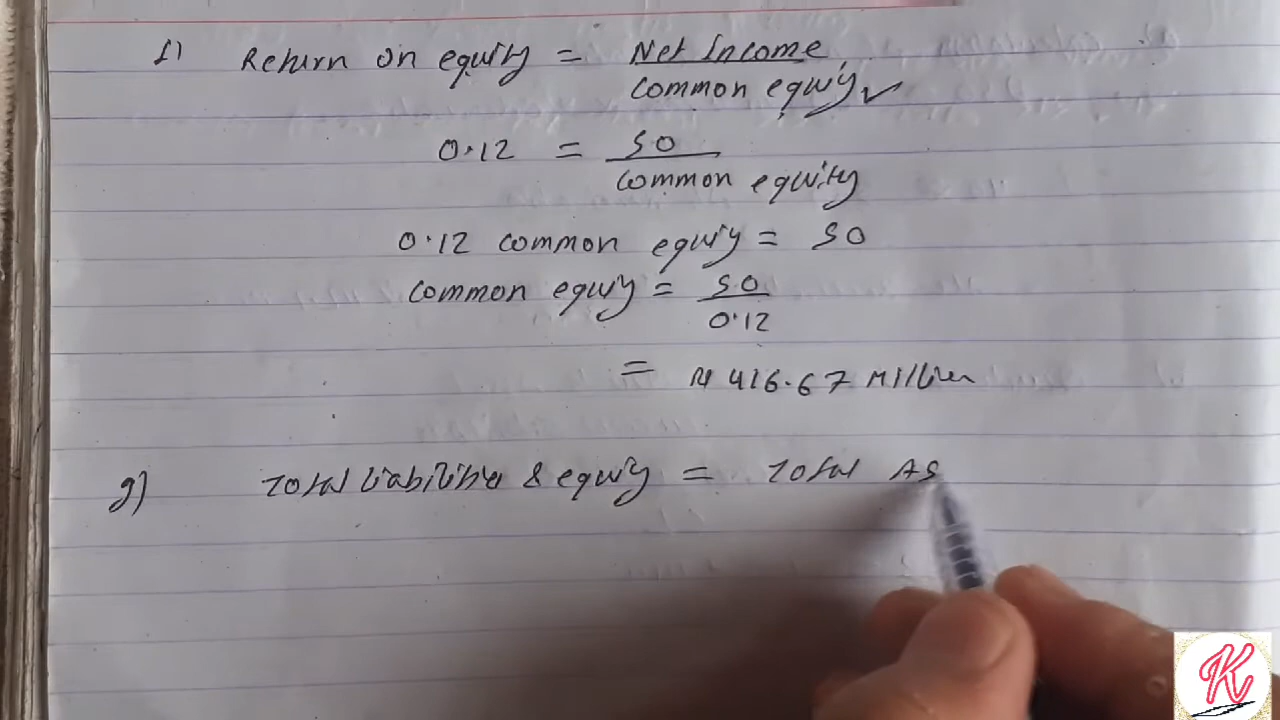 f) Return on equity = Net Income
Common equity ✓
0.12 = 50
Common equity
0.12 common equity = 50
Common equity = 50
0.12
= Rs 416.67 Million
g) Total Liabilities & equity = Total AS
K